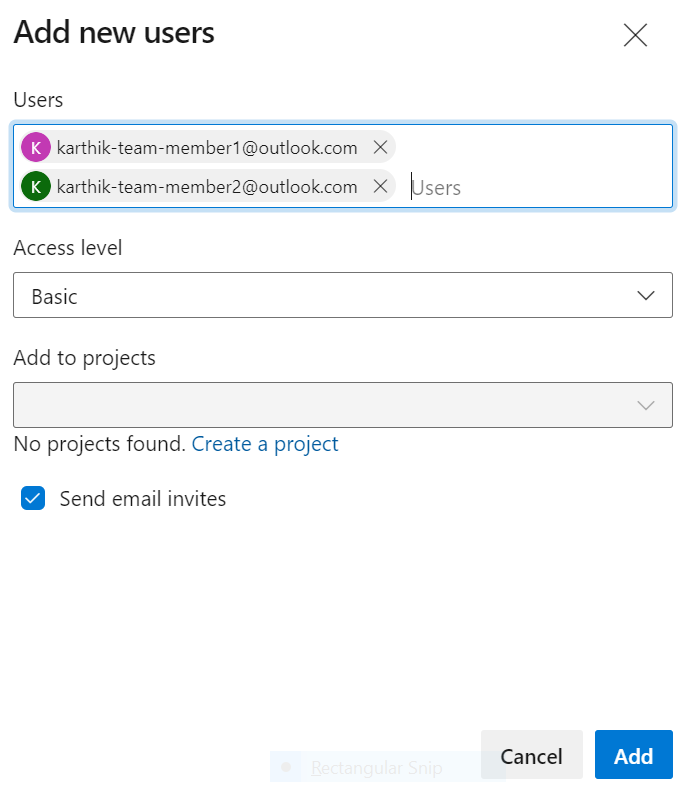 Add new users
Users
K karthik-team-member1@outlook.com
K karthik-team-member2@outlook.com Users
Access level
Basic
Add to projects
No projects found. Create a project
Send email invites
Cancel Add
Rectangular Snip